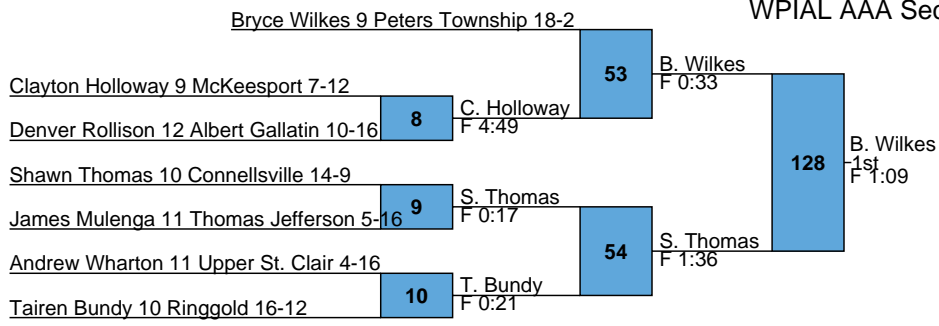 WPIAL AAA Sec
Bryce Wilkes 9 Peters Township 18-2
53
B. Wilkes
F 0:33
Clayton Holloway 9 McKeesport 7-12
8
C. Holloway
F 4:49
Denver Rollison 12 Albert Gallatin 10-16
128
B. Wilkes
1st
F 1:09
Shawn Thomas 10 Connellsville 14-9
9
S. Thomas
F 0:17
James Mulenga 11 Thomas Jefferson 5-16
54
S. Thomas
F 1:36
Andrew Wharton 11 Upper St. Clair 4-16
10
T. Bundy
F 0:21
Tairen Bundy 10 Ringgold 16-12